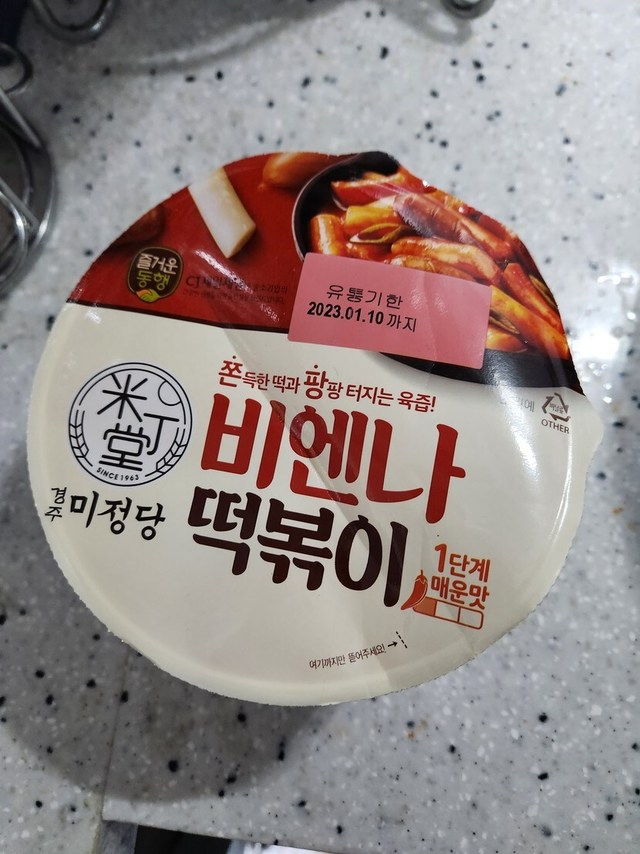 즐거운
동행
유통기한
2023.01.10 까지
쫀득한 떡과 팡팡 터지는 육즙!
비엔나
떡볶이
米丁堂
SINCE 1963
경주 미정당
OTHER
1단계
매운맛
여기까지만 뜯어주세요!